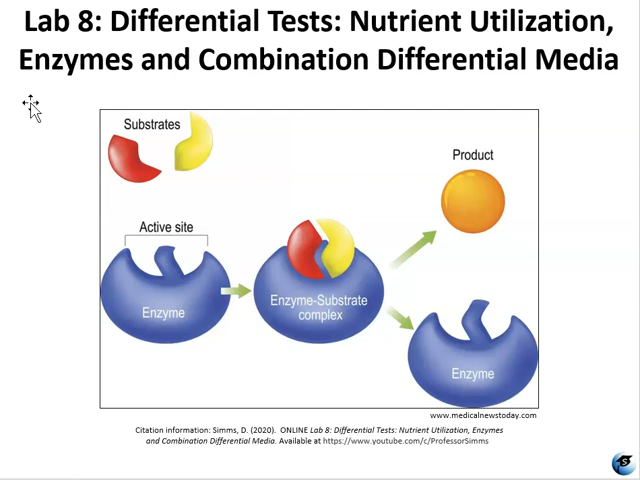 Lab 8: Differential Tests: Nutrient Utilization,
Enzymes and Combination Differential Media
Substrates
Product
Active site
Enzyme
Enzyme-Substrate
complex
Enzyme
www.medicalnewstoday.com
Citation information: Simms, D. (2020). ONLINE Lab 8: Differential Tests: Nutrient Utilization, Enzymes
and Combination Differential Media. Available at https://www.youtube.com/c/ProfessorSimms
S